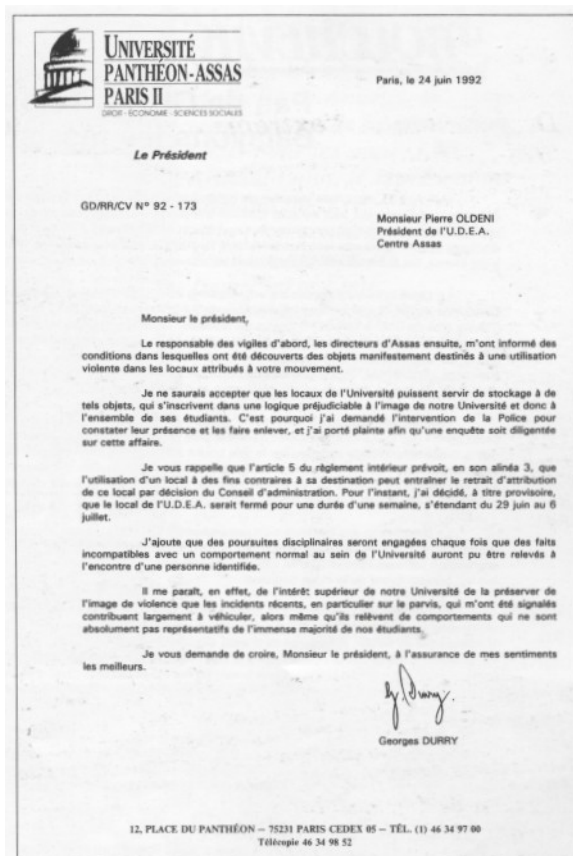 UNIVERSITÉ
PANTHÉON-ASSAS
PARIS II
DROIT - ÉCONOMIE - SCIENCES SOCIALES
Paris, le 24 juin 1992
Le Président
GD/RR/CV N° 92 - 173
Monsieur Pierre OLDENI
Président de l'U.D.E.A.
Centre Assas
Monsieur le président,
Le responsable des vigiles d'abord, les directeurs d'Assas ensuite, m'ont informé des
conditions dans lesquelles ont été découverts des objets manifestement destinés à une utilisation
violente dans les locaux attribués à votre mouvement.
Je ne saurais accepter que les locaux de l'Université puissent servir de stockage à de
tels objets, qui s'inscrivent dans une logique préjudiciable à l'image de notre Université et donc à
l'ensemble de ses étudiants. C'est pourquoi j'ai demandé l'intervention de la Police pour
constater leur présence et les faire enlever, et j'ai porté plainte afin qu'une enquête soit diligentée
sur cette affaire.
Je vous rappelle que l'article 5 du règlement intérieur prévoit, en son alinéa 3, que
l'utilisation d'un local à des fins contraires à sa destination peut entraîner le retrait d'attribution
de ce local par décision du Conseil d'administration. Pour l'instant, j'ai décidé, à titre provisoire,
que le local de l'U.D.E.A. serait fermé pour une durée d'une semaine, s'étendant du 29 juin au 6
juillet.
J'ajoute que des poursuites disciplinaires seront engagées chaque fois que des faits
incompatibles avec un comportement normal au sein de l'Université auront pu être relevés à
l'encontre d'une personne identifiée.
Il me paraît, en effet, de l'intérêt supérieur de notre Université de la préserver de
l'image de violence que les incidents récents, en particulier sur le parvis, qui m'ont été signalés
contribuent largement à véhiculer, alors même qu'ils relèvent de comportements qui ne sont
absolument pas représentatifs de l'immense majorité de nos étudiants.
Je vous demande de croire, Monsieur le président, à l'assurance de mes sentiments
les meilleurs.
G. Durry.
Georges DURRY
12, PLACE DU PANTHÉON – 75231 PARIS CEDEX 05 – TÉL. (1) 46 34 97 00
Télécopie 46 34 98 52